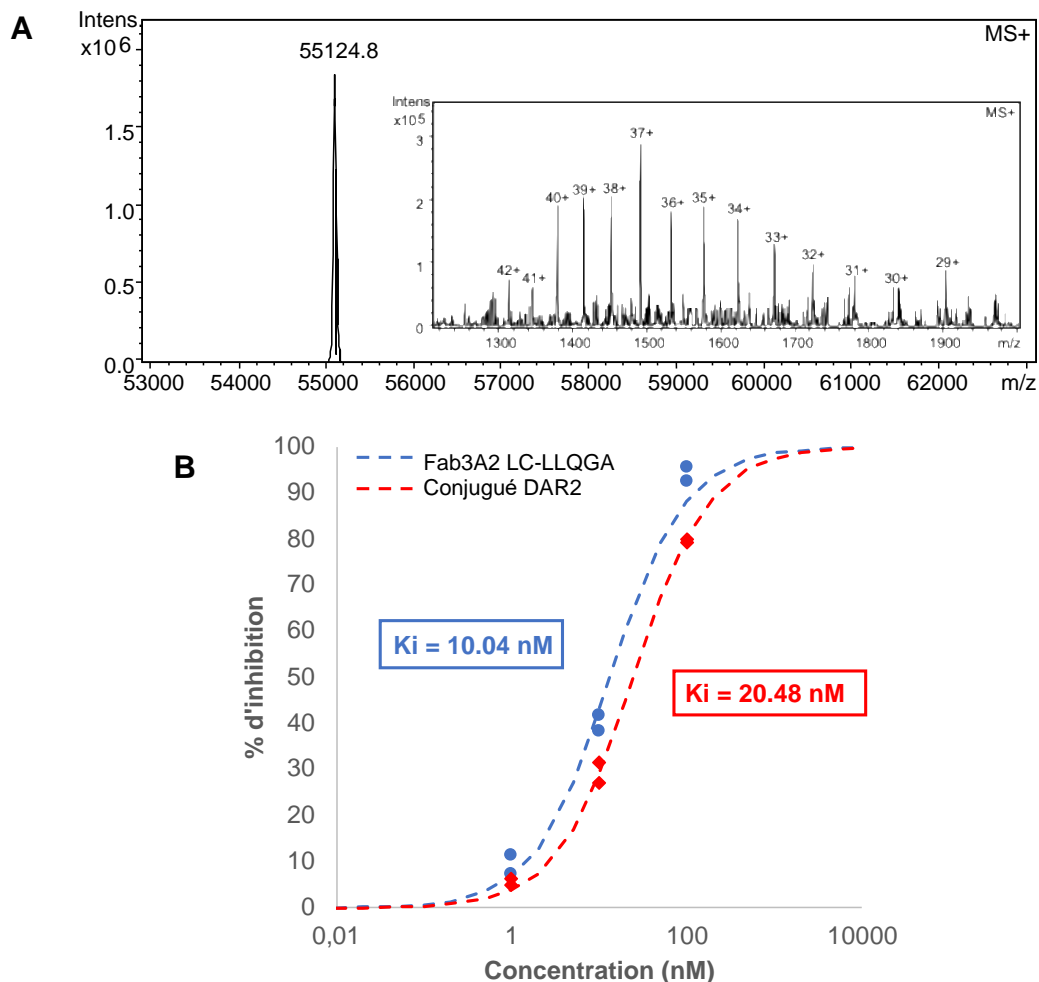 A
Intens
x10⁶
MS+
55124.8
1.5
1.0
0.5
0.0
53000 54000 55000 56000 57000 58000 59000 60000 61000 62000 m/z
Intens
x10⁵
MS+
3
2
1
0
42+ 41+ 40+ 39+ 38+ 37+ 36+ 35+ 34+ 33+ 32+ 31+ 30+ 29+
1300 1400 1500 1600 1700 1800 1900 m/z
B
Fab3A2 LC-LLQGA
Conjugué DAR2
% d'inhibition
100
90
80
70
60
50
40
30
20
10
0
Ki = 10.04 nM
Ki = 20.48 nM
0,01 1 100 10000
Concentration (nM)